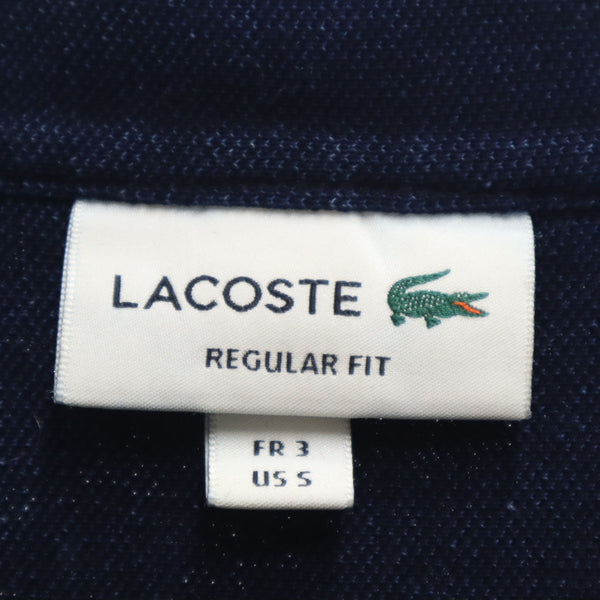 LACOSTE
REGULAR FIT
FR 3
US S